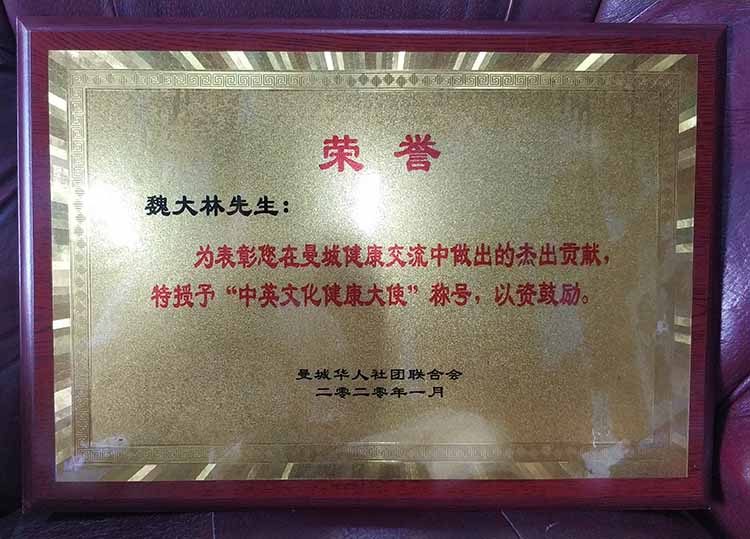 荣誉
魏大林先生：
为表彰您在曼城健康交流中做出的杰出贡献，
特授予“中英文化健康大使”称号，以资鼓励。
曼城华人社团联合会
二零二零年一月